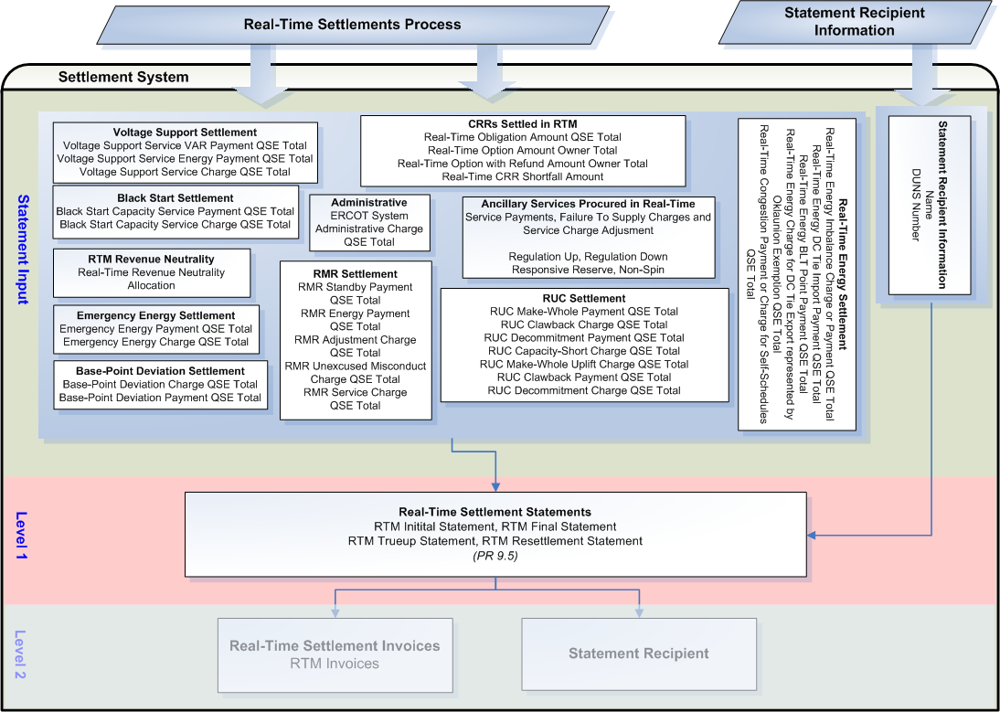 Real-Time Settlements Process
Statement Recipient
Information
Settlement System
Statement Input
Voltage Support Settlement
Voltage Support Service VAR Payment QSE Total
Voltage Support Service Energy Payment QSE Total
Voltage Support Service Charge QSE Total
Black Start Settlement
Black Start Capacity Service Payment QSE Total
Black Start Capacity Service Charge QSE Total
RTM Revenue Neutrality
Real-Time Revenue Neutrality
Allocation
Emergency Energy Settlement
Emergency Energy Payment QSE Total
Emergency Energy Charge QSE Total
Base-Point Deviation Settlement
Base-Point Deviation Charge QSE Total
Base-Point Deviation Payment QSE Total
Administrative
ERCOT System
Administrative Charge
QSE Total
RMR Settlement
RMR Standby Payment
QSE Total
RMR Energy Payment
QSE Total
RMR Adjustment Charge
QSE Total
RMR Unexcused Misconduct
Charge QSE Total
RMR Service Charge
QSE Total
CRRs Settled in RTM
Real-Time Obligation Amount QSE Total
Real-Time Option Amount Owner Total
Real-Time Option with Refund Amount Owner Total
Real-Time CRR Shortfall Amount
Ancillary Services Procured in Real-Time
Service Payments, Failure To Supply Charges and
Service Charge Adjusment
Regulation Up, Regulation Down
Responsive Reserve, Non-Spin
RUC Settlement
RUC Make-Whole Payment QSE Total
RUC Clawback Charge QSE Total
RUC Decommitment Payment QSE Total
RUC Capacity-Short Charge QSE Total
RUC Make-Whole Uplift Charge QSE Total
RUC Clawback Payment QSE Total
RUC Decommitment Charge QSE Total
Real-Time Energy Settlement
Real-Time Energy Imbalance Charge or Payment QSE Total
Real-Time Energy DC Tie Import Payment QSE Total
Real-Time Energy BLT Point Payment QSE Total
Real-Time Energy Charge for DC Tie Export represented by
Oklaunion Exemption QSE Total
Real-Time Congestion Payment or Charge for Self-Schedules
QSE Total
Statement Recipient Information
Name
DUNS Number
Level 1
Real-Time Settlement Statements
RTM Initital Statement, RTM Final Statement
RTM Trueup Statement, RTM Resettlement Statement
(PR 9.5)
Level 2
Real-Time Settlement Invoices
RTM Invoices
Statement Recipient